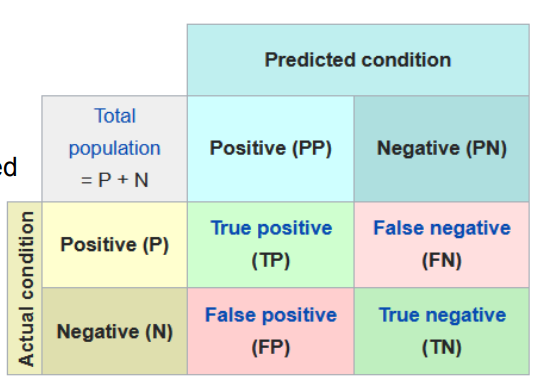 Predicted condition
Total
population
= P + N
Positive (PP)
Negative (PN)
ed
Actual condition
Positive (P)
True positive
(TP)
False negative
(FN)
Negative (N)
False positive
(FP)
True negative
(TN)